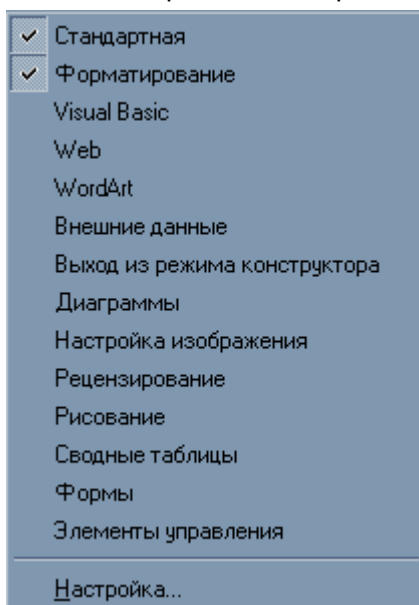 Стандартная
Форматирование
Visual Basic
Web
WordArt
Внешние данные
Выход из режима конструктора
Диаграммы
Настройка изображения
Рецензирование
Рисование
Сводные таблицы
Формы
Элементы управления
Настройка...